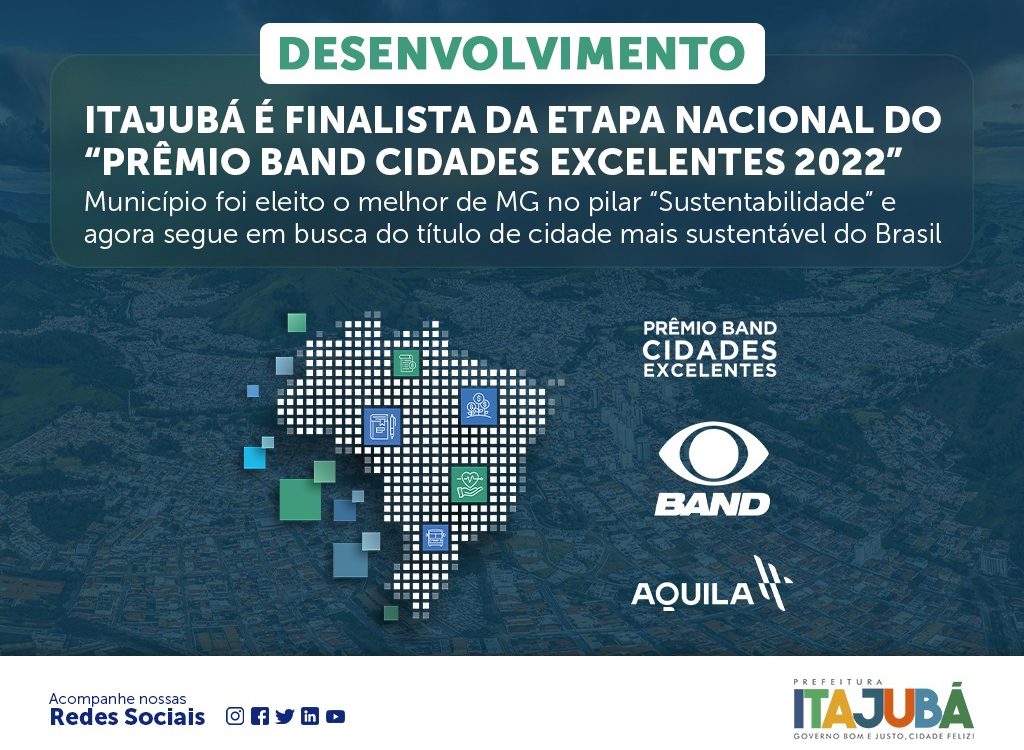 DESENVOLVIMENTO
ITAJUBÁ É FINALISTA DA ETAPA NACIONAL DO
“PRÊMIO BAND CIDADES EXCELENTES 2022”
Município foi eleito o melhor de MG no pilar “Sustentabilidade” e
agora segue em busca do título de cidade mais sustentável do Brasil
PRÊMIO BAND
CIDADES
EXCELENTES
BAND
AQUILA
Acompanhe nossas
Redes Sociais
PREFEITURA
ITAJUBÁ
GOVERNO BOM E JUSTO, CIDADE FELIZ!